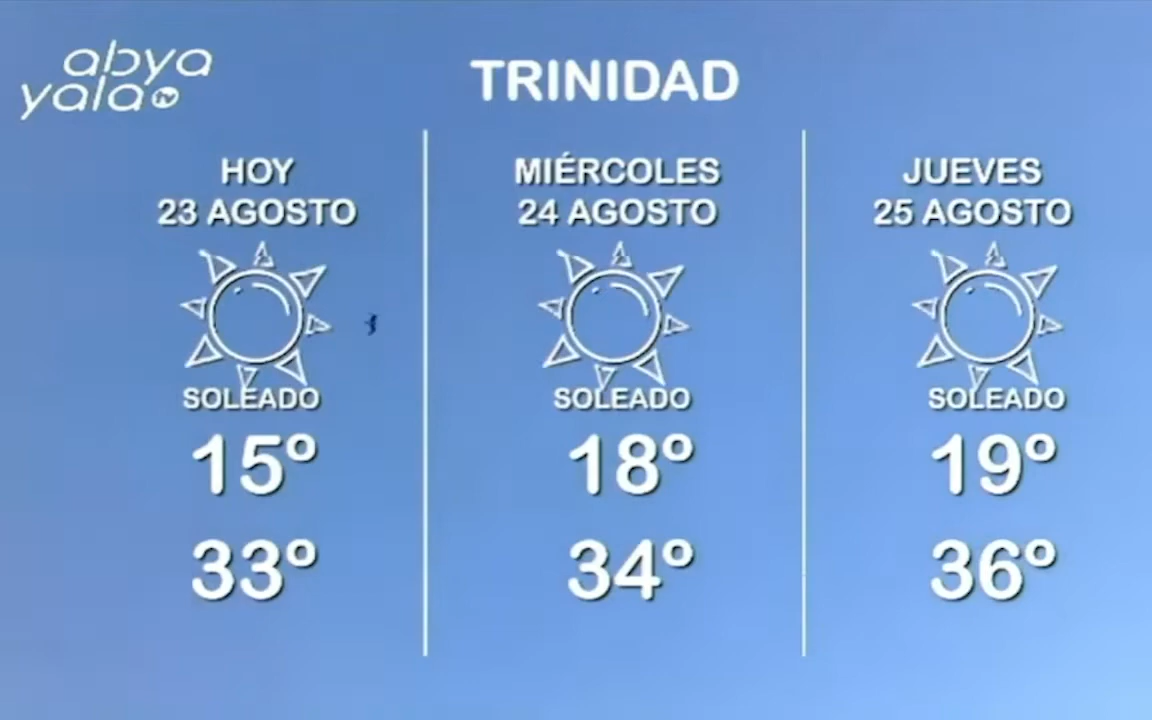 abya
yala tv
TRINIDAD
HOY
23 AGOSTO
SOLEADO
15º
33º
MIÉRCOLES
24 AGOSTO
SOLEADO
18º
34º
JUEVES
25 AGOSTO
SOLEADO
19º
36º